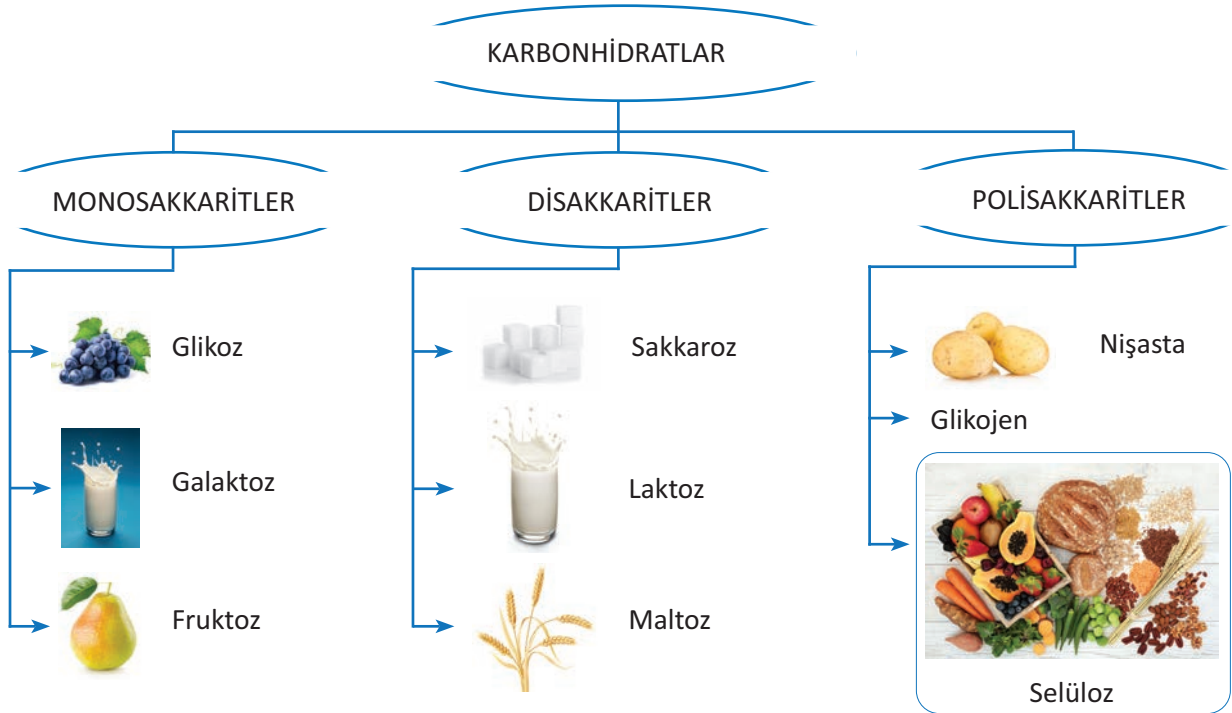 KARBONHİDRATLAR
MONOSAKKARİTLER
DİSAKKARİTLER
POLİSAKKARİTLER
Glikoz
Galaktoz
Fruktoz
Sakkaroz
Laktoz
Maltoz
Nişasta
Glikojen
Selüloz